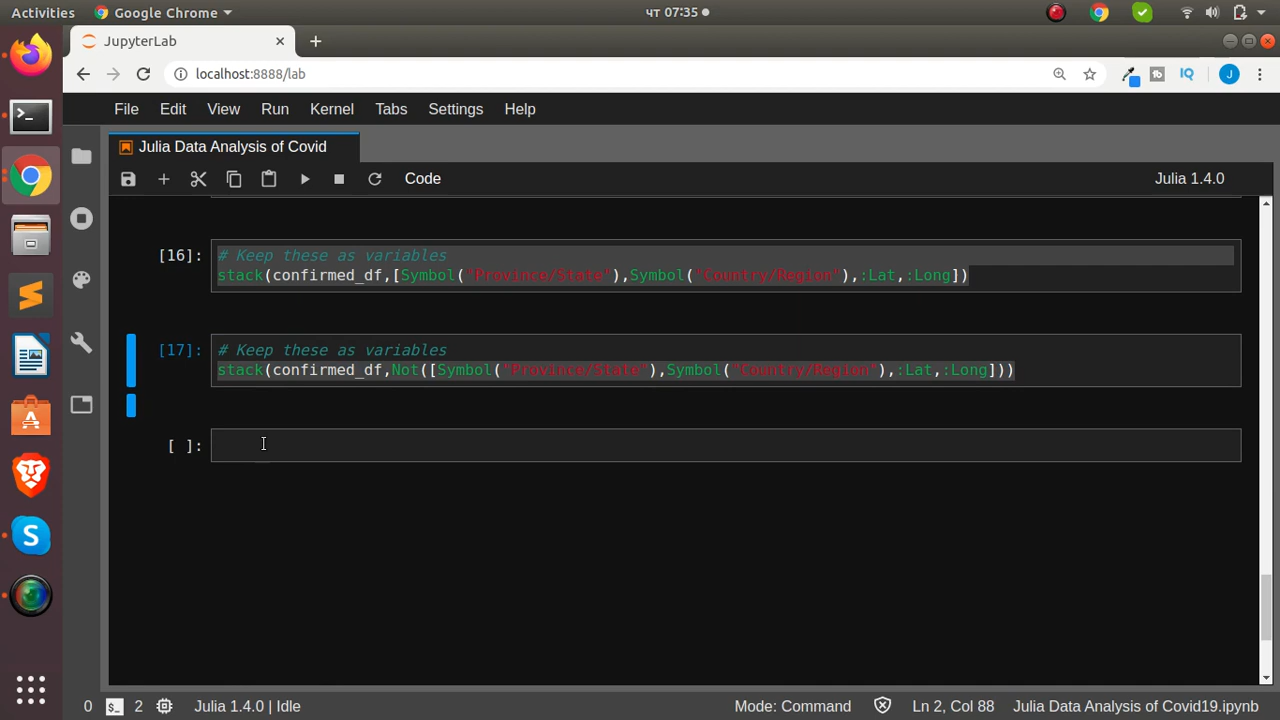 Activities
Google Chrome
чт 07:35
JupyterLab
localhost:8888/lab
IQ
J
File Edit View Run Kernel Tabs Settings Help
Julia Data Analysis of Covid
Code
Julia 1.4.0
[16]:
# Keep these as variables
stack(confirmed_df,[Symbol("Province/State"),Symbol("Country/Region"),:Lat,:Long])
[17]:
# Keep these as variables
stack(confirmed_df,Not([Symbol("Province/State"),Symbol("Country/Region"),:Lat,:Long]))
[ ]:
0
2
Julia 1.4.0 | Idle
Mode: Command
Ln 2, Col 88
Julia Data Analysis of Covid19.ipynb